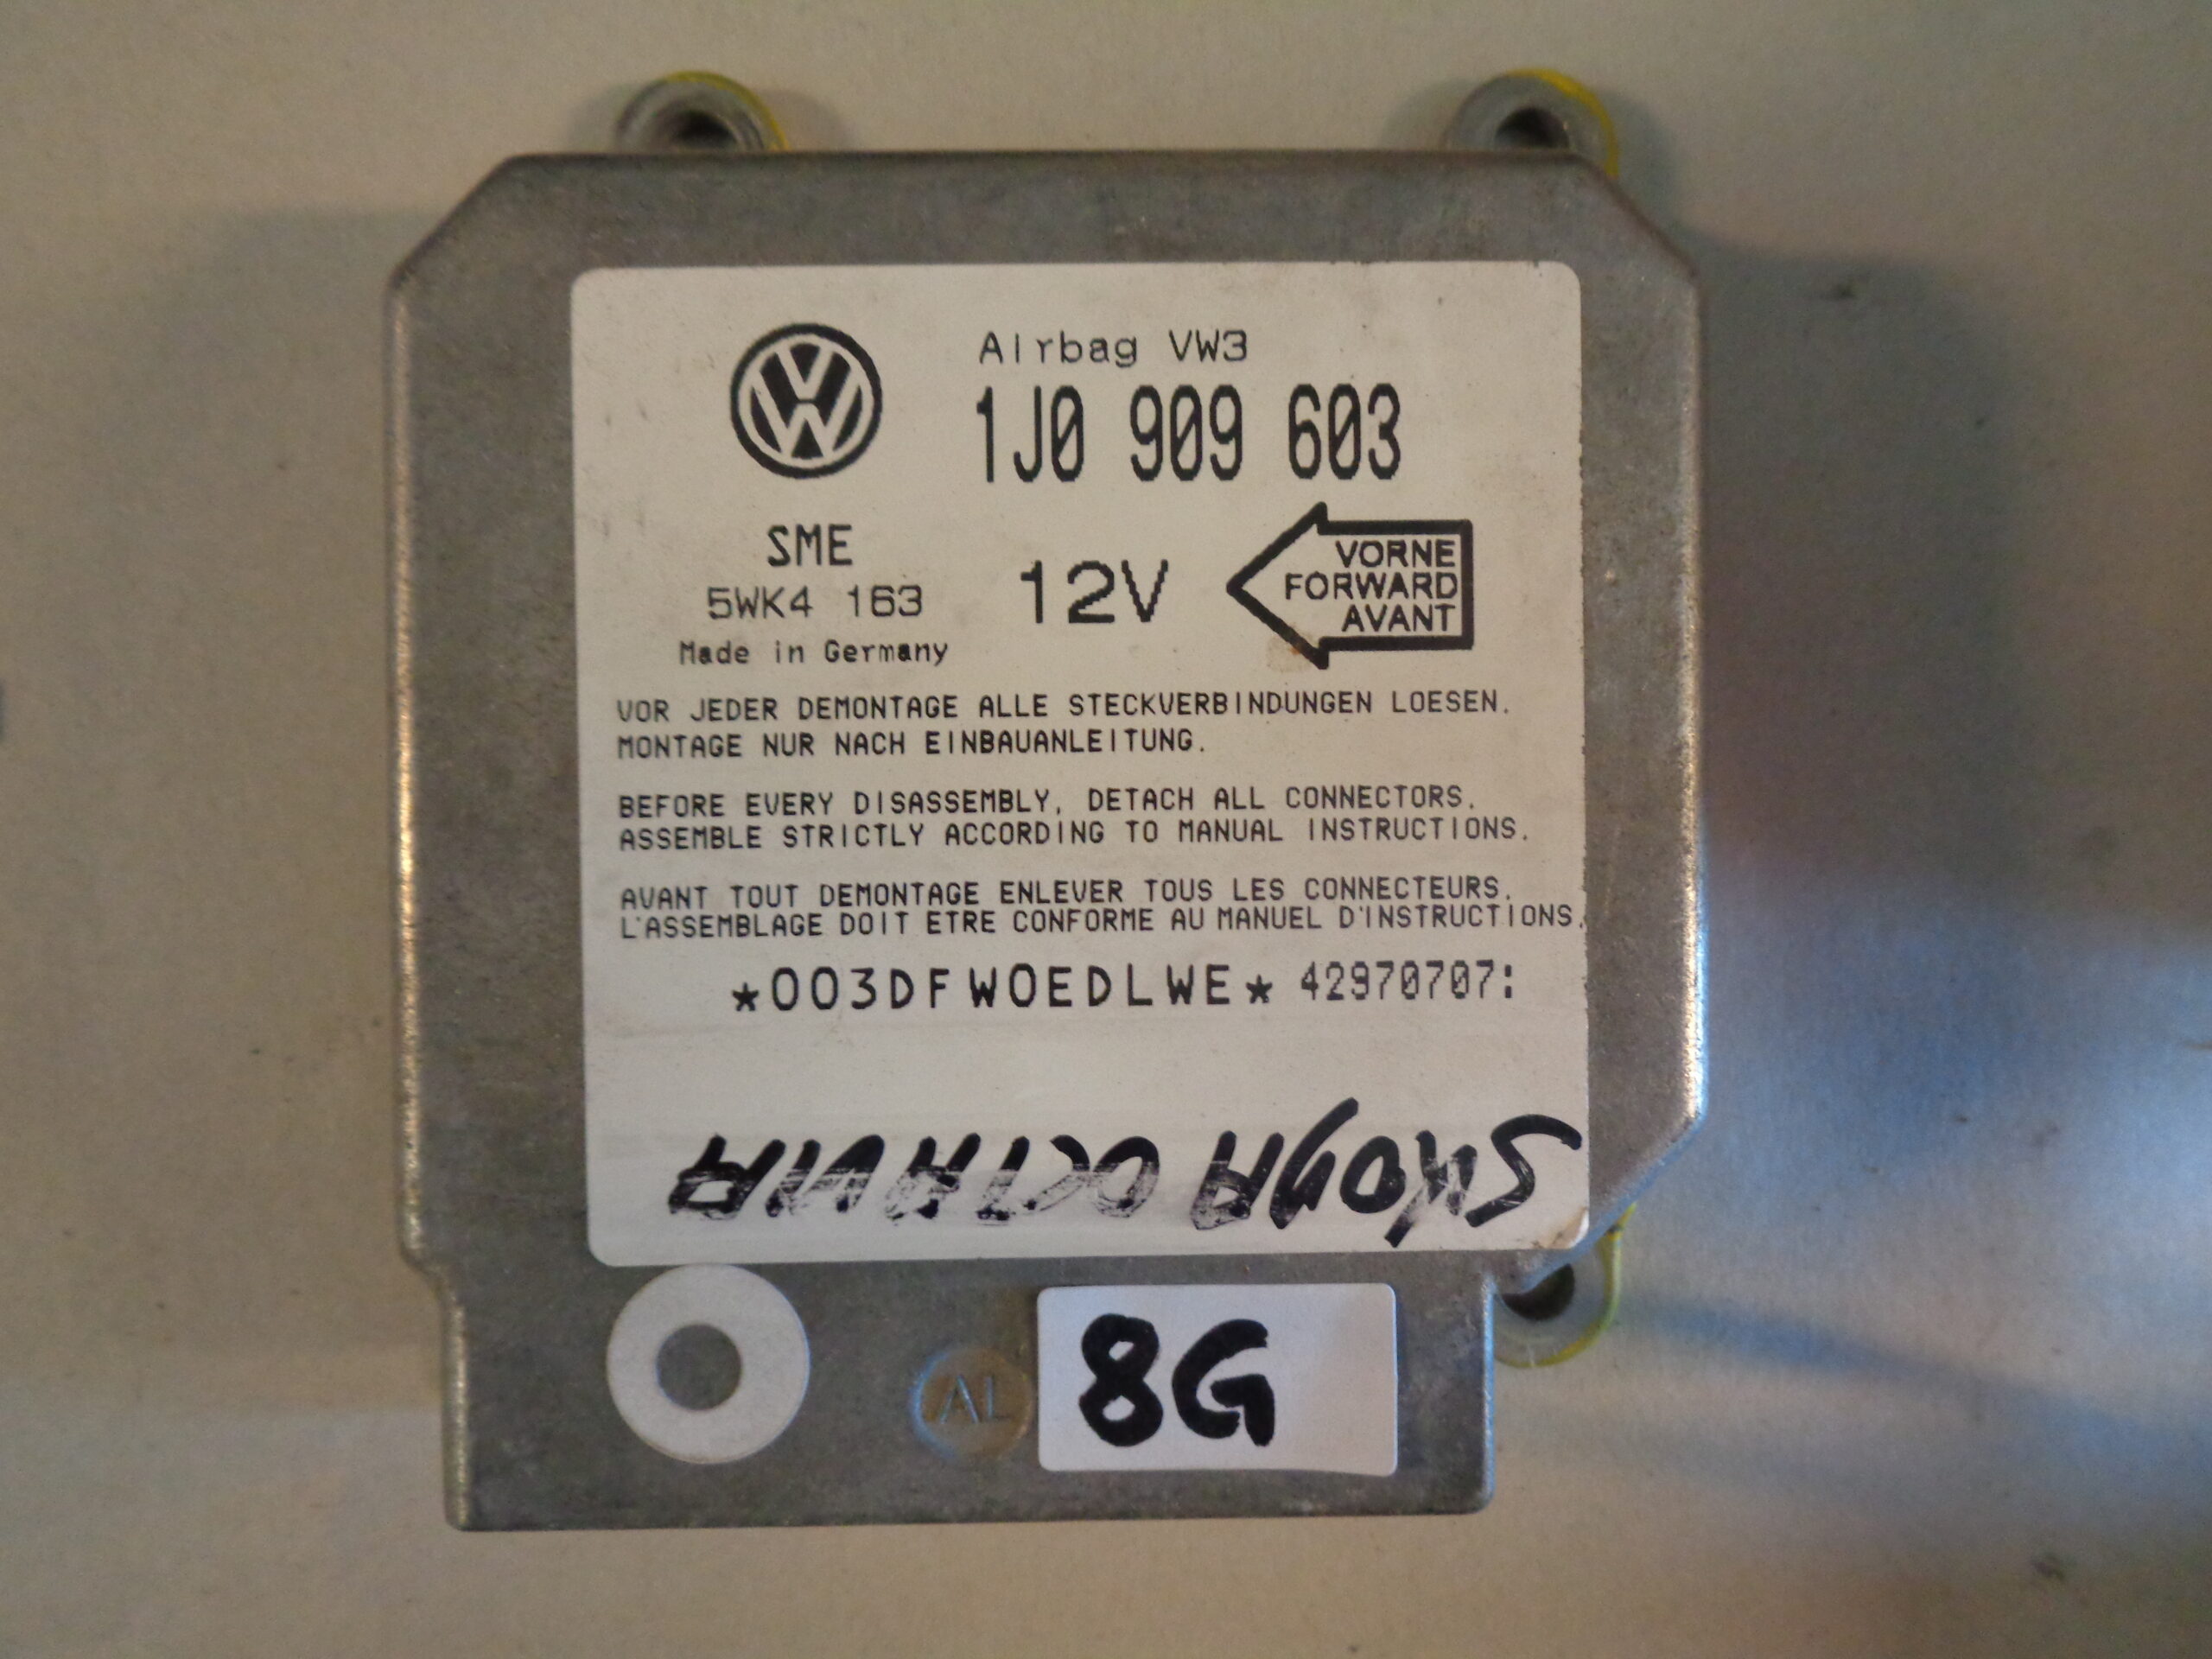 Airbag VW3
1J0 909 603
SME
5WK4 163
Made in Germany
12V
VORNE
FORWARD
AVANT
VOR JEDER DEMONTAGE ALLE STECKVERBINDUNGEN LOESEN.
MONTAGE NUR NACH EINBAUANLEITUNG.
BEFORE EVERY DISASSEMBLY, DETACH ALL CONNECTORS.
ASSEMBLE STRICTLY ACCORDING TO MANUAL INSTRUCTIONS.
AVANT TOUT DEMONTAGE ENLEVER TOUS LES CONNECTEURS.
L'ASSEMBLAGE DOIT ETRE CONFORME AU MANUEL D'INSTRUCTIONS.
*003DFW0EDLWE* 42970707:
SKODA OCTAVIA
AL
8G